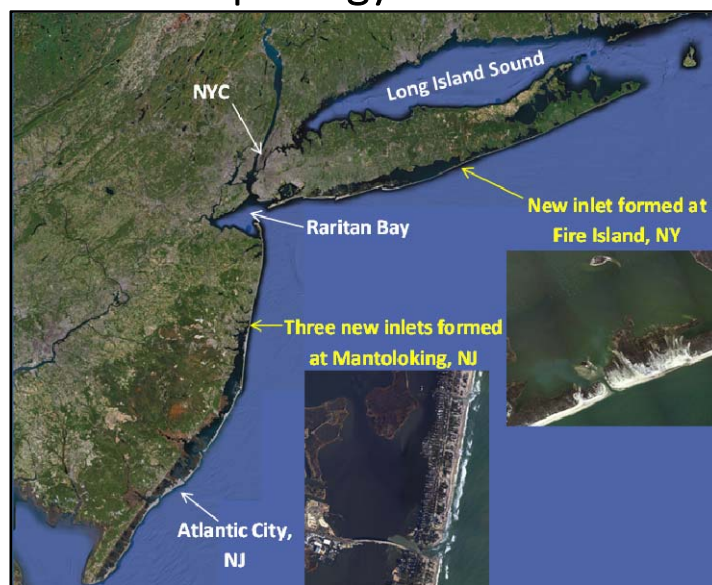 Long Island Sound
NYC
New inlet formed at
Fire Island, NY
Raritan Bay
Three new inlets formed
at Mantoloking, NJ
Atlantic City,
NJ